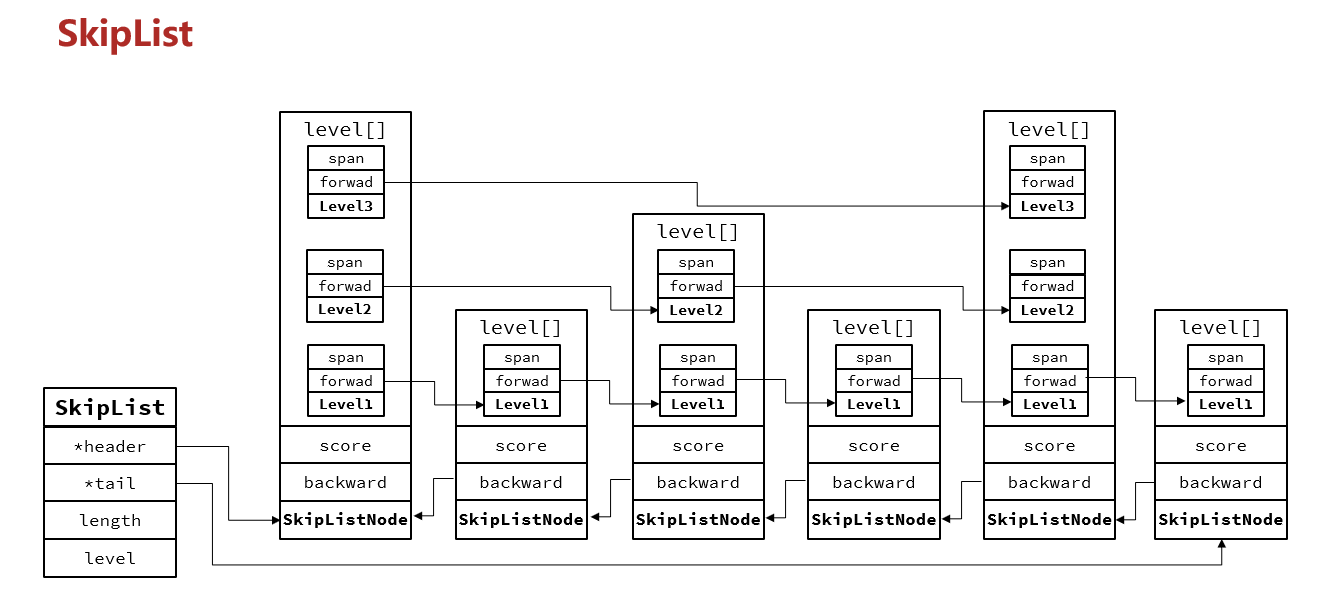 SkipList
SkipList
*header
*tail
length
level
level[]
span
forwad
Level3
span
forwad
Level2
span
forwad
Level1
score
backward
SkipListNode
level[]
span
forwad
Level1
score
backward
SkipListNode
level[]
span
forwad
Level2
span
forwad
Level1
score
backward
SkipListNode
level[]
span
forwad
Level1
score
backward
SkipListNode
level[]
span
forwad
Level3
span
forwad
Level2
span
forwad
Level1
score
backward
SkipListNode
level[]
span
forwad
Level1
score
backward
SkipListNode